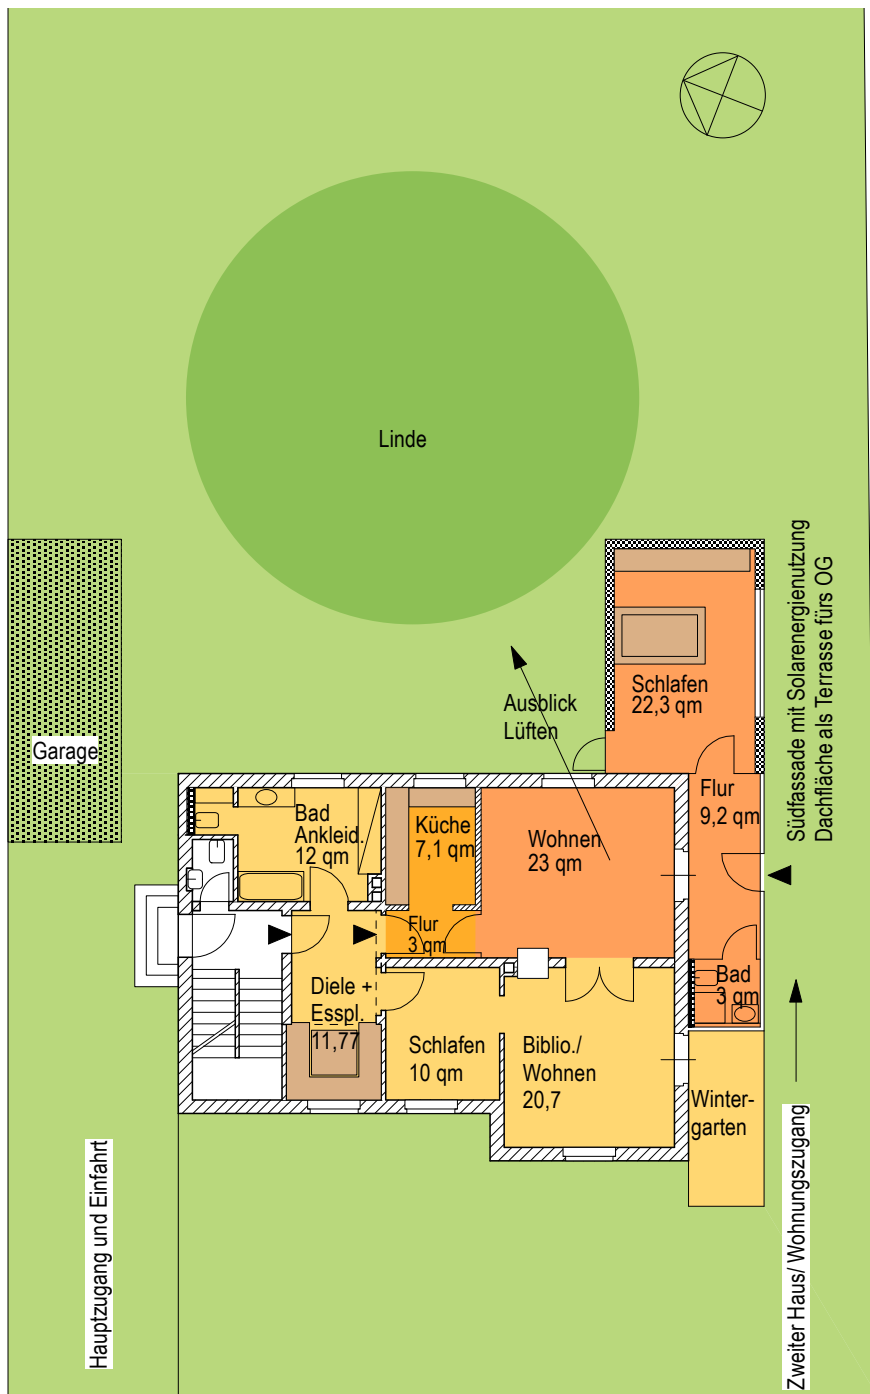 Linde
Garage
Ausblick
Lüften
Schlafen
22,3 qm
Südfassade mit Solarenergienutzung
Dachfläche als Terrasse fürs OG
Bad
Ankleid.
12 qm
Küche
7,1 qm
Wohnen
23 qm
Flur
9,2 qm
Flur
3 qm
Diele +
Esspl.
11,77
Schlafen
10 qm
Biblio./
Wohnen
20,7
Bad
3 qm
Winter-
garten
Hauptzugang und Einfahrt
Zweiter Haus/ Wohnungszugang